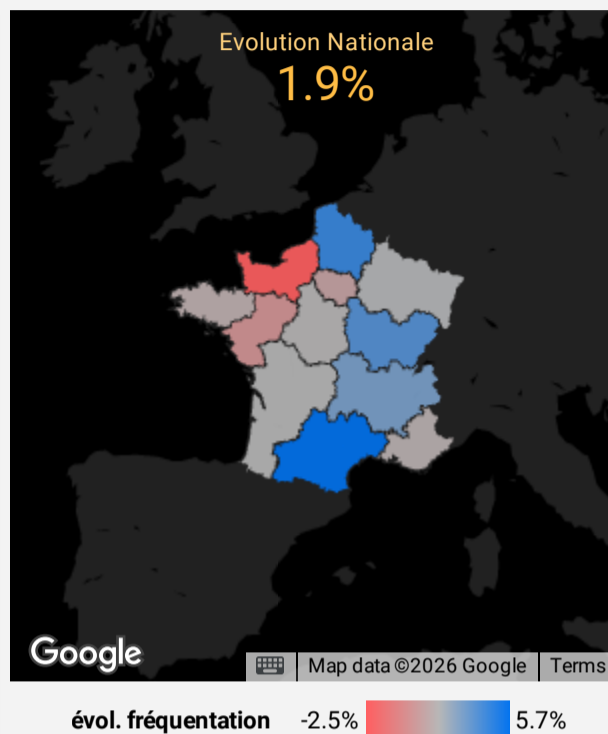 Evolution Nationale
1.9%
Google
Map data ©2026 Google
Terms
évol. fréquentation -2.5% 5.7%